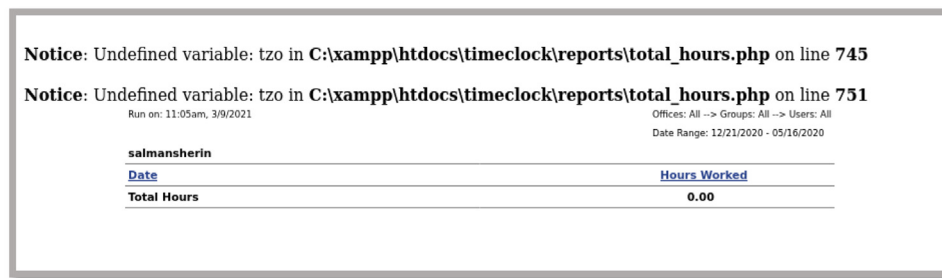 Notice: Undefined variable: tzo in C:\xampp\htdocs\timeclock\reports\total_hours.php on line 745
Notice: Undefined variable: tzo in C:\xampp\htdocs\timeclock\reports\total_hours.php on line 751
Run on: 11:05am, 3/9/2021 Offices: All --> Groups: All --> Users: All
Date Range: 12/21/2020 - 05/16/2020
salmansherin
Date Hours Worked
Total Hours 0.00